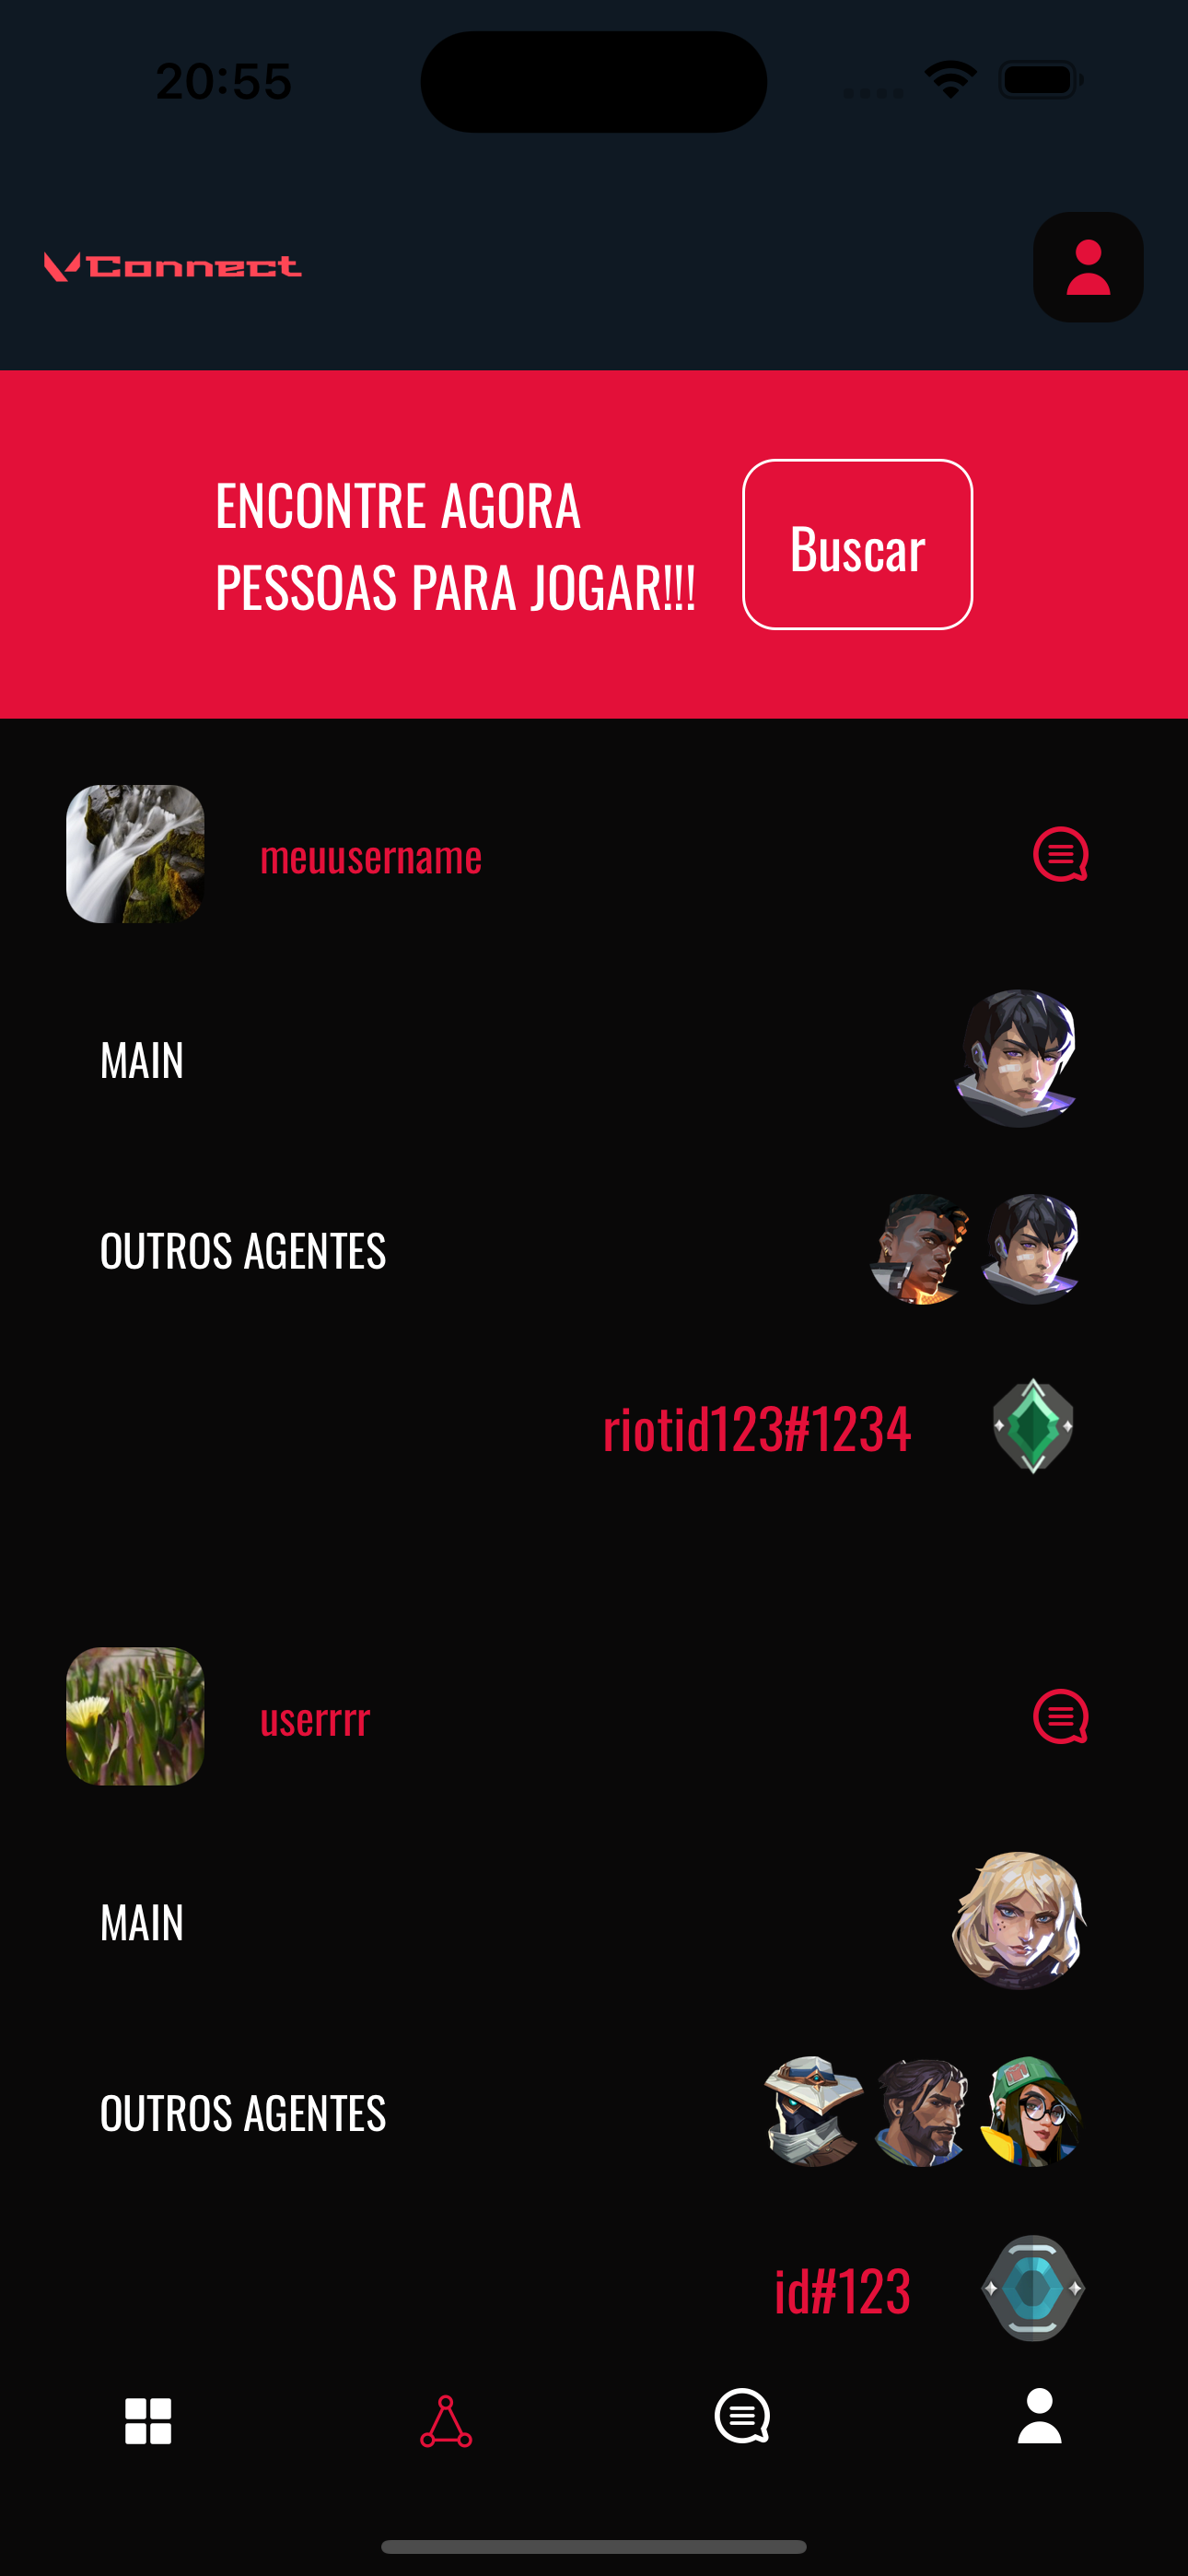 20:55
Connect
ENCONTRE AGORA
PESSOAS PARA JOGAR!!!
Buscar
meuusername
MAIN
OUTROS AGENTES
riotid123#1234
userrrr
MAIN
OUTROS AGENTES
id#123